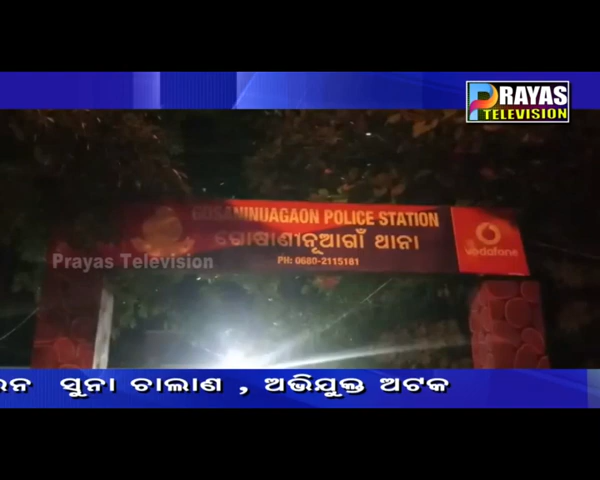 PRAYAS
TELEVISION
GOSANINUAGAON POLICE STATION
ଗୋଷାଣୀନୂଆଗାଁ ଥାନା
PH: 0680-2115181
vodafone
Prayas Television
ସୁନା ଚାଲାଣ , ଅଭିଯୁକ୍ତ ଅଟକ